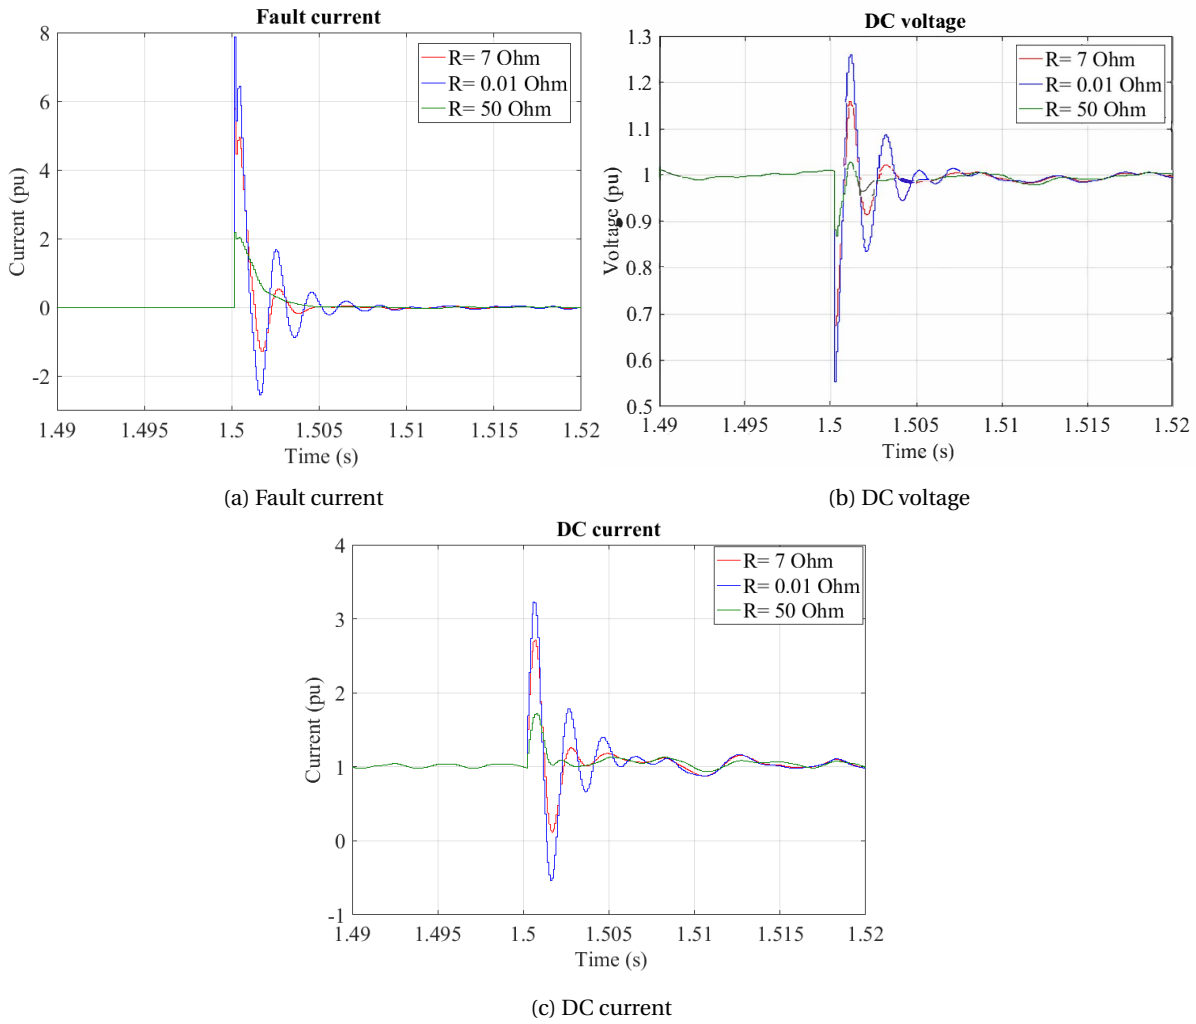 Fault current
8
6
4
2
0
-2
Current (pu)
R= 7 Ohm
R= 0.01 Ohm
R= 50 Ohm
1.49 1.495 1.5 1.505 1.51 1.515 1.52
Time (s)
(a) Fault current
DC voltage
1.3
1.2
1.1
1
0.9
0.8
0.7
0.6
0.5
Voltage (pu)
R= 7 Ohm
R= 0.01 Ohm
R= 50 Ohm
1.49 1.495 1.5 1.505 1.51 1.515 1.52
Time (s)
(b) DC voltage
DC current
4
3
2
1
0
-1
Current (pu)
R= 7 Ohm
R= 0.01 Ohm
R= 50 Ohm
1.49 1.495 1.5 1.505 1.51 1.515 1.52
Time (s)
(c) DC current